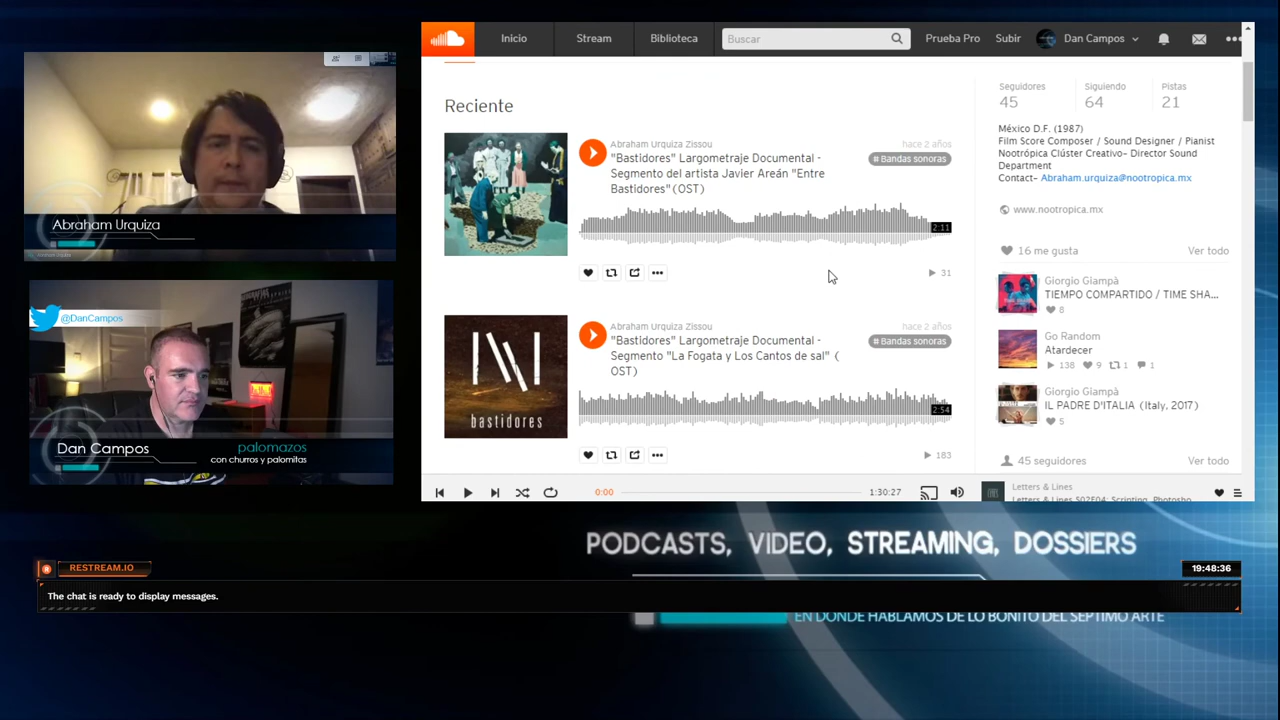 Abraham Urquiza
@DanCampos
Dan Campos
palomazos
con churros y palomitas
Inicio
Stream
Biblioteca
Buscar
Prueba Pro
Subir
Dan Campos
Reciente
Abraham Urquiza Zissou
hace 2 años
"Bastidores" Largometraje Documental -
Segmento del artista Javier Areán "Entre
Bastidores"(OST)
# Bandas sonoras
2:11
31
bastidores
Abraham Urquiza Zissou
hace 2 años
"Bastidores" Largometraje Documental -
Segmento "La Fogata y Los Cantos de sal" (
OST)
# Bandas sonoras
2:54
183
Seguidores
45
Siguiendo
64
Pistas
21
México D.F. (1987)
Film Score Composer / Sound Designer / Pianist
Nootrópica Clúster Creativo- Director Sound
Department
Contact- Abraham.urquiza@nootropica.mx
www.nootropica.mx
16 me gusta
Ver todo
Giorgio Giampà
TIEMPO COMPARTIDO / TIME SHA...
8
Go Random
Atardecer
138
9
1
1
Giorgio Giampà
IL PADRE D'ITALIA (Italy, 2017)
5
45 seguidores
Ver todo
0:00
1:30:27
Letters & Lines
Letters & Lines S02E04: Scripting, Photosho
PODCASTS, VIDEO, STREAMING, DOSSIERS
RESTREAM.IO
19:48:36
The chat is ready to display messages.
EN DONDE HABLAMOS DE LO BONITO DEL SÉPTIMO ARTE